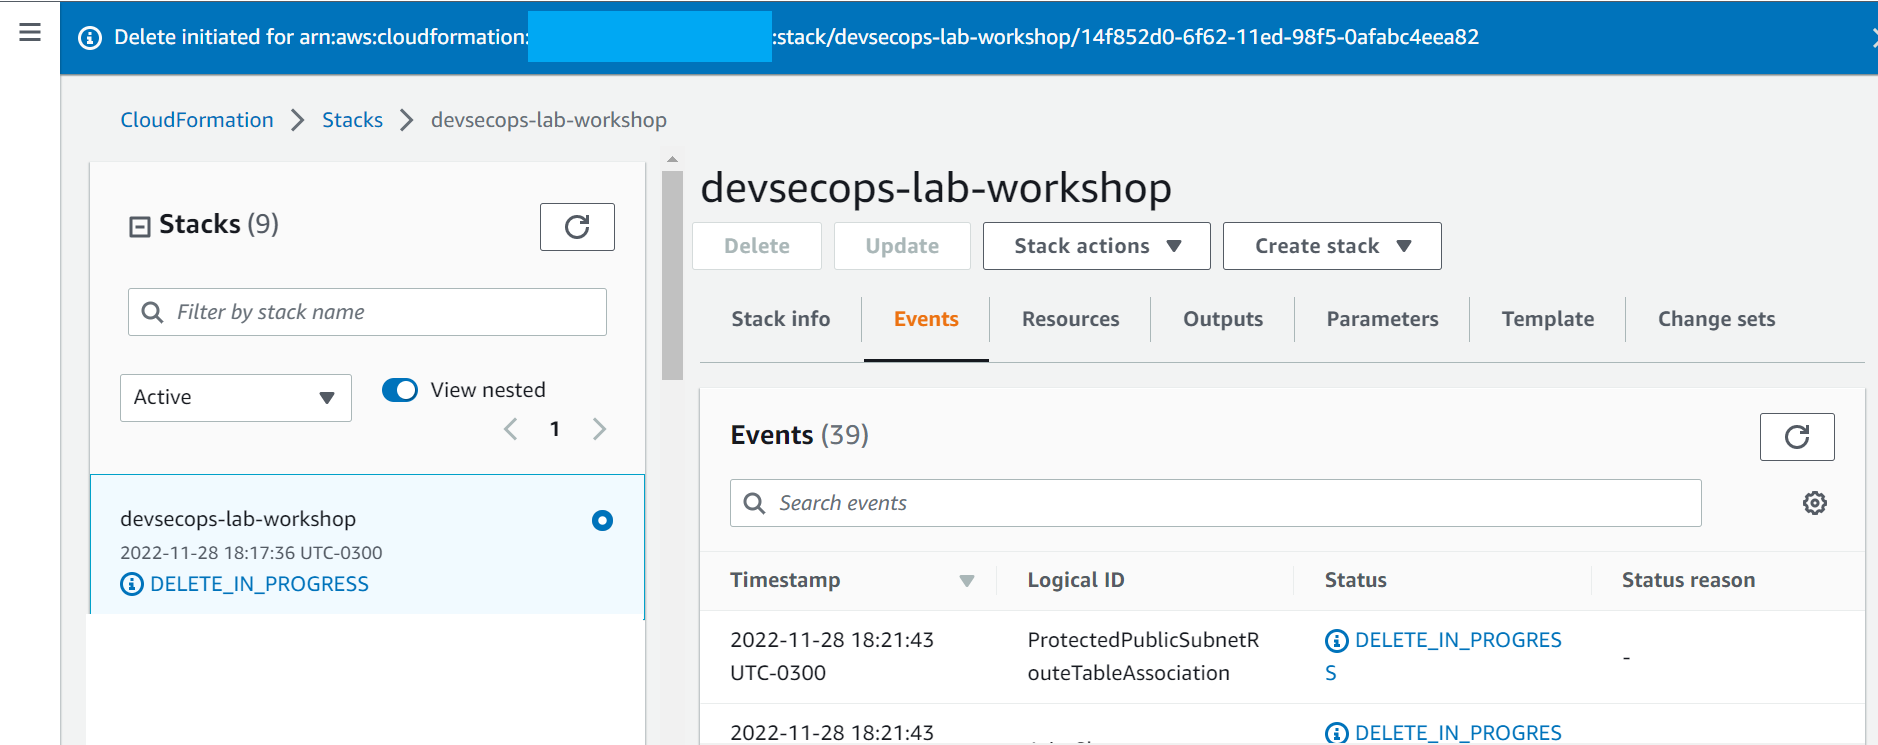 Delete initiated for arn:aws:cloudformation: :stack/devsecops-lab-workshop/14f852d0-6f62-11ed-98f5-0afabc4eea82
CloudFormation Stacks devsecops-lab-workshop
Stacks (9)
Filter by stack name
Active
View nested
1
devsecops-lab-workshop
2022-11-28 18:17:36 UTC-0300
DELETE_IN_PROGRESS
devsecops-lab-workshop
Delete Update Stack actions Create stack
Stack info Events Resources Outputs Parameters Template Change sets
Events (39)
Search events
Timestamp Logical ID Status Status reason
2022-11-28 18:21:43 ProtectedPublicSubnetR DELETE_IN_PROGRES
UTC-0300 outeTableAssociation S -
2022-11-28 18:21:43 DELETE_IN_PROGRES